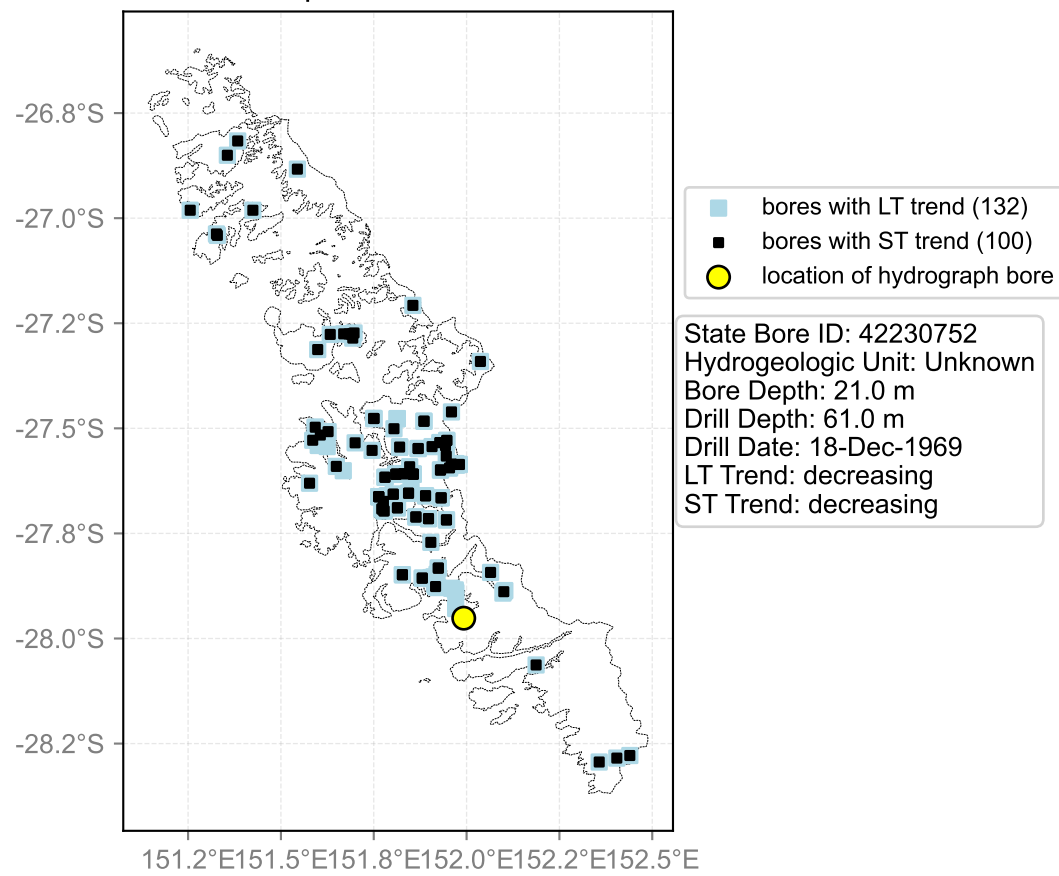 -26.8°S
-27.0°S
-27.2°S
-27.5°S
-27.8°S
-28.0°S
-28.2°S
151.2°E151.5°E151.8°E152.0°E152.2°E152.5°E
bores with LT trend (132)
bores with ST trend (100)
location of hydrograph bore
State Bore ID: 42230752
Hydrogeologic Unit: Unknown
Bore Depth: 21.0 m
Drill Depth: 61.0 m
Drill Date: 18-Dec-1969
LT Trend: decreasing
ST Trend: decreasing